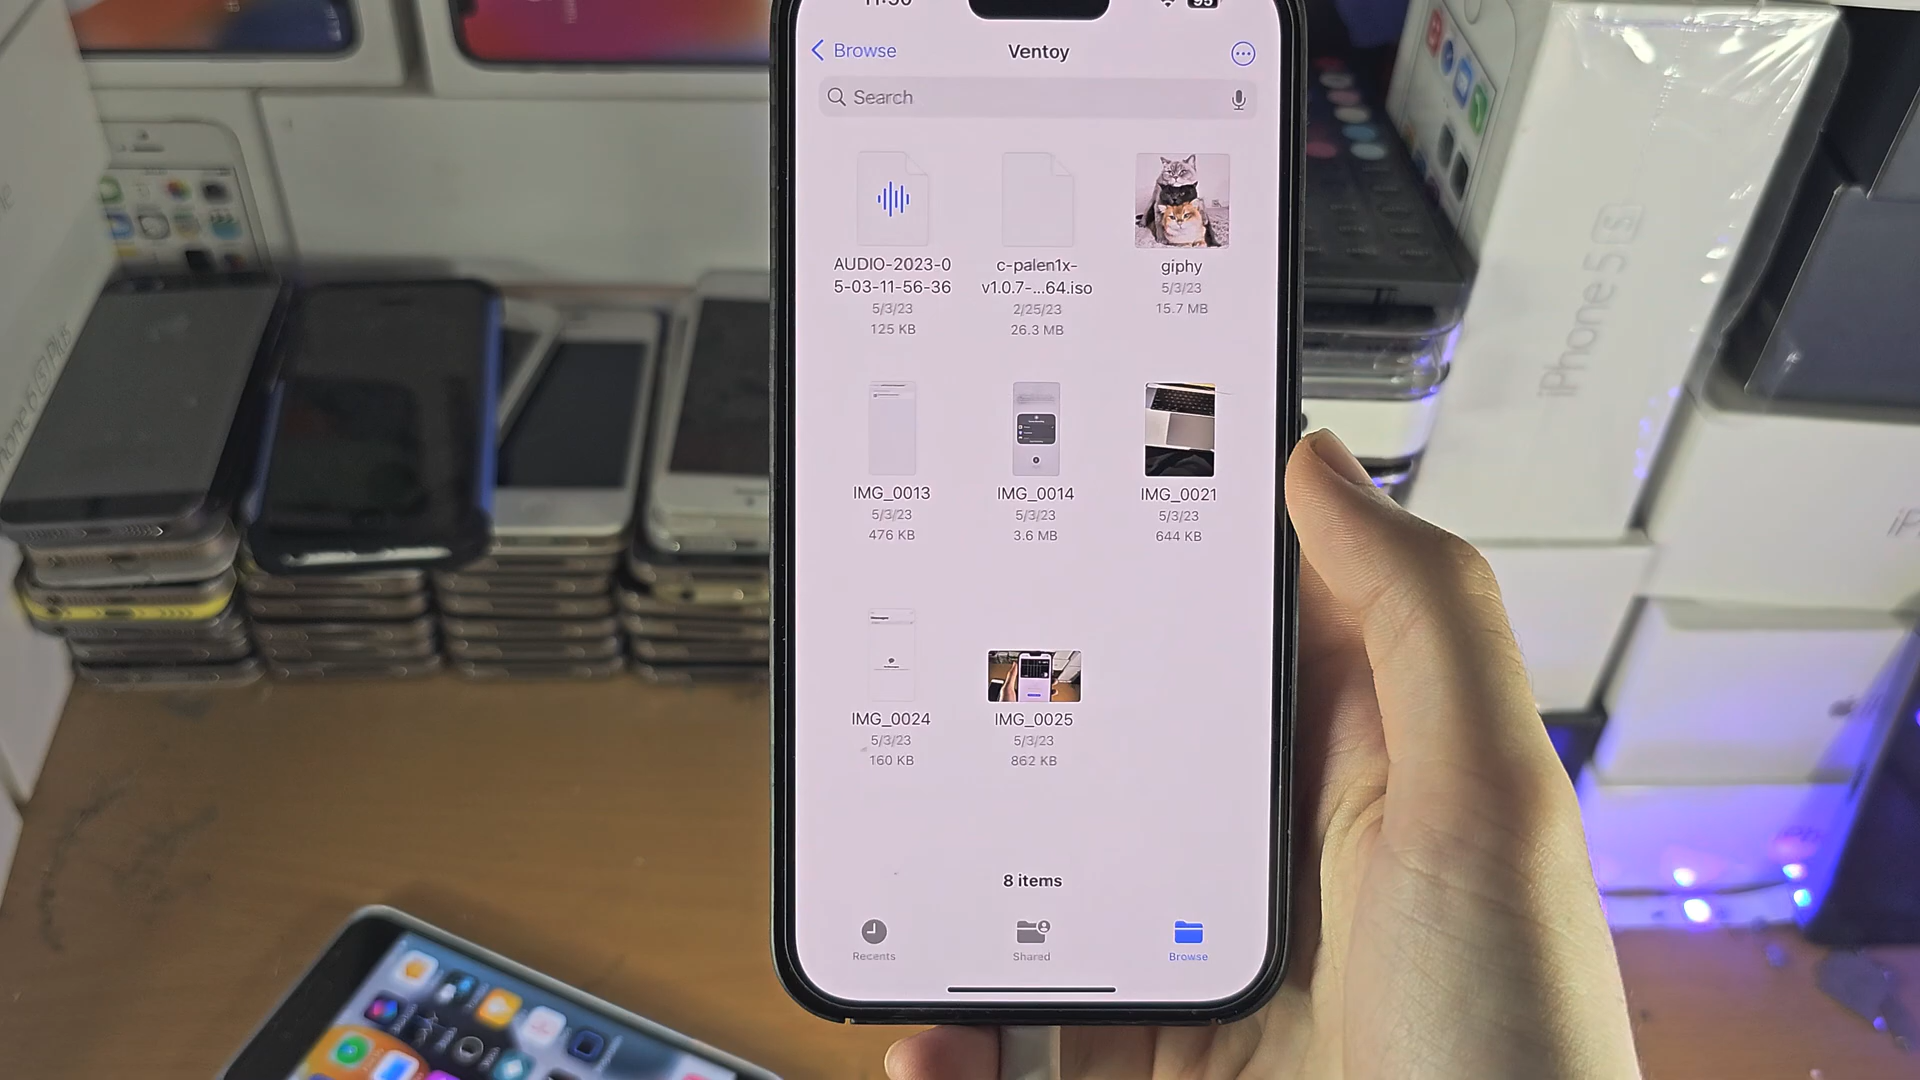 Browse
Ventoy
Search
AUDIO-2023-0
5-03-11-56-36
5/3/23
125 KB
c-palen1x-
v1.0.7-...64.iso
2/25/23
26.3 MB
giphy
5/3/23
15.7 MB
IMG_0013
5/3/23
476 KB
IMG_0014
5/3/23
3.6 MB
IMG_0021
5/3/23
644 KB
IMG_0024
5/3/23
160 KB
IMG_0025
5/3/23
862 KB
8 items
Recents
Shared
Browse
iPhone 5 S